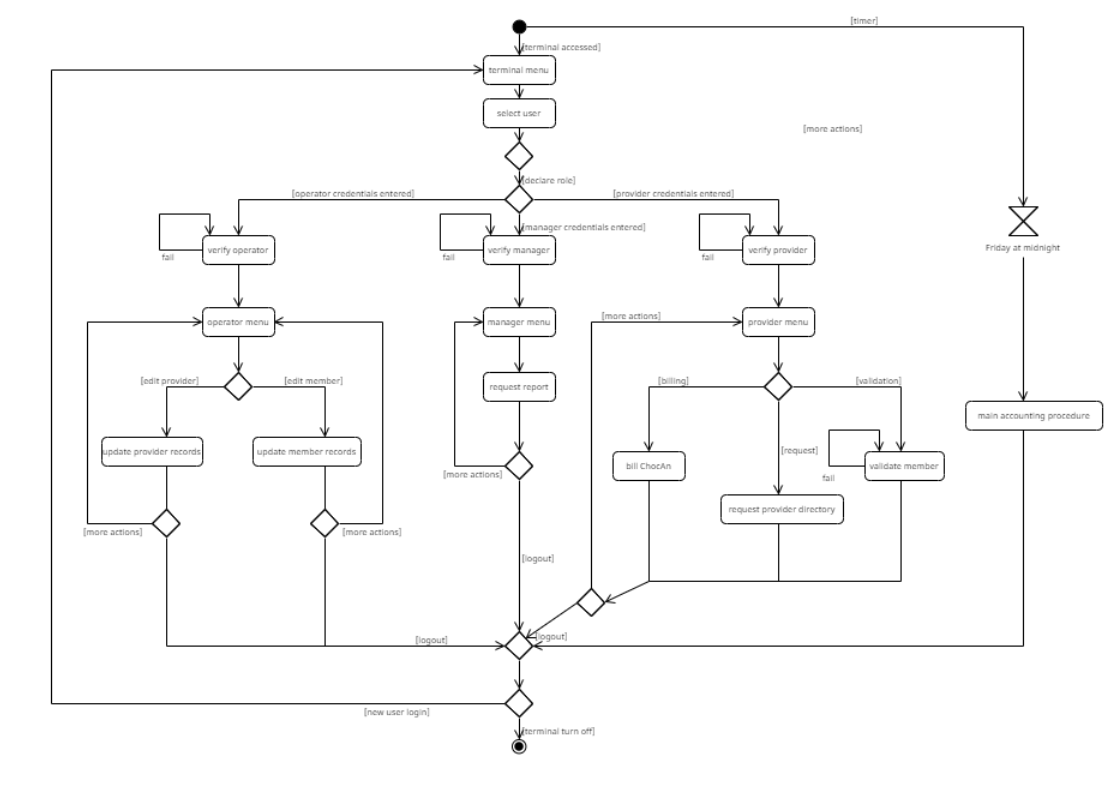 [timer]
[terminal accessed]
terminal menu
select user
[more actions]
[declare role]
[operator credentials entered]
[provider credentials entered]
[manager credentials entered]
verify operator
verify manager
verify provider
fail
fail
fail
Friday at midnight
operator menu
manager menu
[more actions]
provider menu
[edit provider]
[edit member]
request report
[billing]
[validation]
main accounting procedure
update provider records
update member records
[request]
bill ChocAn
validate member
[more actions]
fail
request provider directory
[more actions]
[more actions]
[logout]
[logout]
[logout]
[new user login]
[terminal turn off]